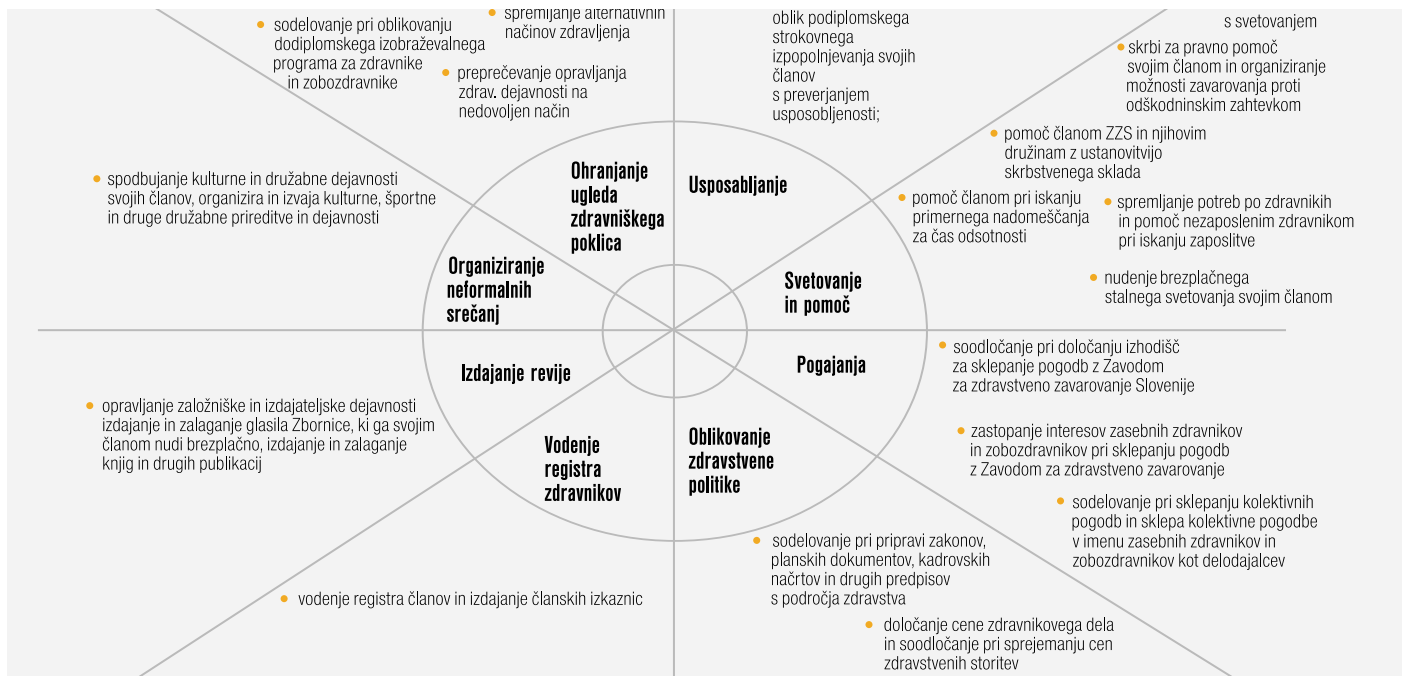 sodelovanje pri oblikovanju
dodiplomskega izobraževalnega
programa za zdravnike
in zobozdravnike
spremljanje alternativnih
načinov zdravljenja
preprečevanje opravljanja
zdrav. dejavnosti na
nedovoljen način
oblik podiplomskega
strokovnega
izpopolnjevanja svojih
članov
s preverjanjem
usposobljenosti;
s svetovanjem
skrbi za pravno pomoč
svojim članom in organiziranje
možnosti zavarovanja proti
odškodninskim zahtevkom
pomoč članom ZZS in njihovim
družinam z ustanovitvijo
skrbstvenega sklada
pomoč članom pri iskanju
primernega nadomeščanja
za čas odsotnosti
spremljanje potreb po zdravnikih
in pomoč nezaposlenim zdravnikom
pri iskanju zaposlitve
nudenje brezplačnega
stalnega svetovanja svojim članom
spodbujanje kulturne in družabne dejavnosti
svojih članov, organizira in izvaja kulturne, športne
in druge družabne prireditve in dejavnosti
Ohranjanje
ugleda
zdravniškega
poklica
Usposabljanje
Organiziranje
neformalnih
srečanj
Svetovanje
in pomoč
Izdajanje revije
Pogajanja
Vodenje
registra
zdravnikov
Oblikovanje
zdravstvene
politike
soodločanje pri določanju izhodišč
za sklepanje pogodb z Zavodom
za zdravstveno zavarovanje Slovenije
zastopanje interesov zasebnih zdravnikov
in zobozdravnikov pri sklepanju pogodb
z Zavodom za zdravstveno zavarovanje
sodelovanje pri sklepanju kolektivnih
pogodb in sklepa kolektivne pogodbe
v imenu zasebnih zdravnikov in
zobozdravnikov kot delodajalcev
opravljanje založniške in izdajateljske dejavnosti
izdajanje in zalaganje glasila Zbornice, ki ga svojim
članom nudi brezplačno, izdajanje in zalaganje
knjig in drugih publikacij
vodenje registra članov in izdajanje članskih izkaznic
sodelovanje pri pripravi zakonov,
planskih dokumentov, kadrovskih
načrtov in drugih predpisov
s področja zdravstva
določanje cene zdravnikovega dela
in soodločanje pri sprejemanju cen
zdravstvenih storitev